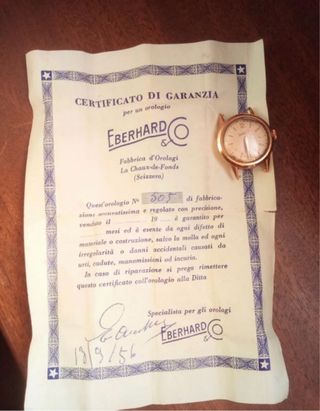 CERTIFICATO DI GARANZIA
per un orologio
EBERHARD & CO
Fabbrica d'Orologi
La Chaux-de-Fonds
(Svizzera)
Quest'orologio N° 505 di fabbrica-
zione accuratissima e regolato con precisione,
venduto il 19 è garantito per
mesi ed è esente da ogni difetto di
materiale o costruzione, salvo la molla ed ogni
irregolarità o danni accidentali causati da
urti, cadute, manomissioni ed incuria.
In caso di riparazione si prega rimettere
questo certificato coll'orologio alla Ditta
Specialista per gli orologi
EBERHARD & CO
13/9/56